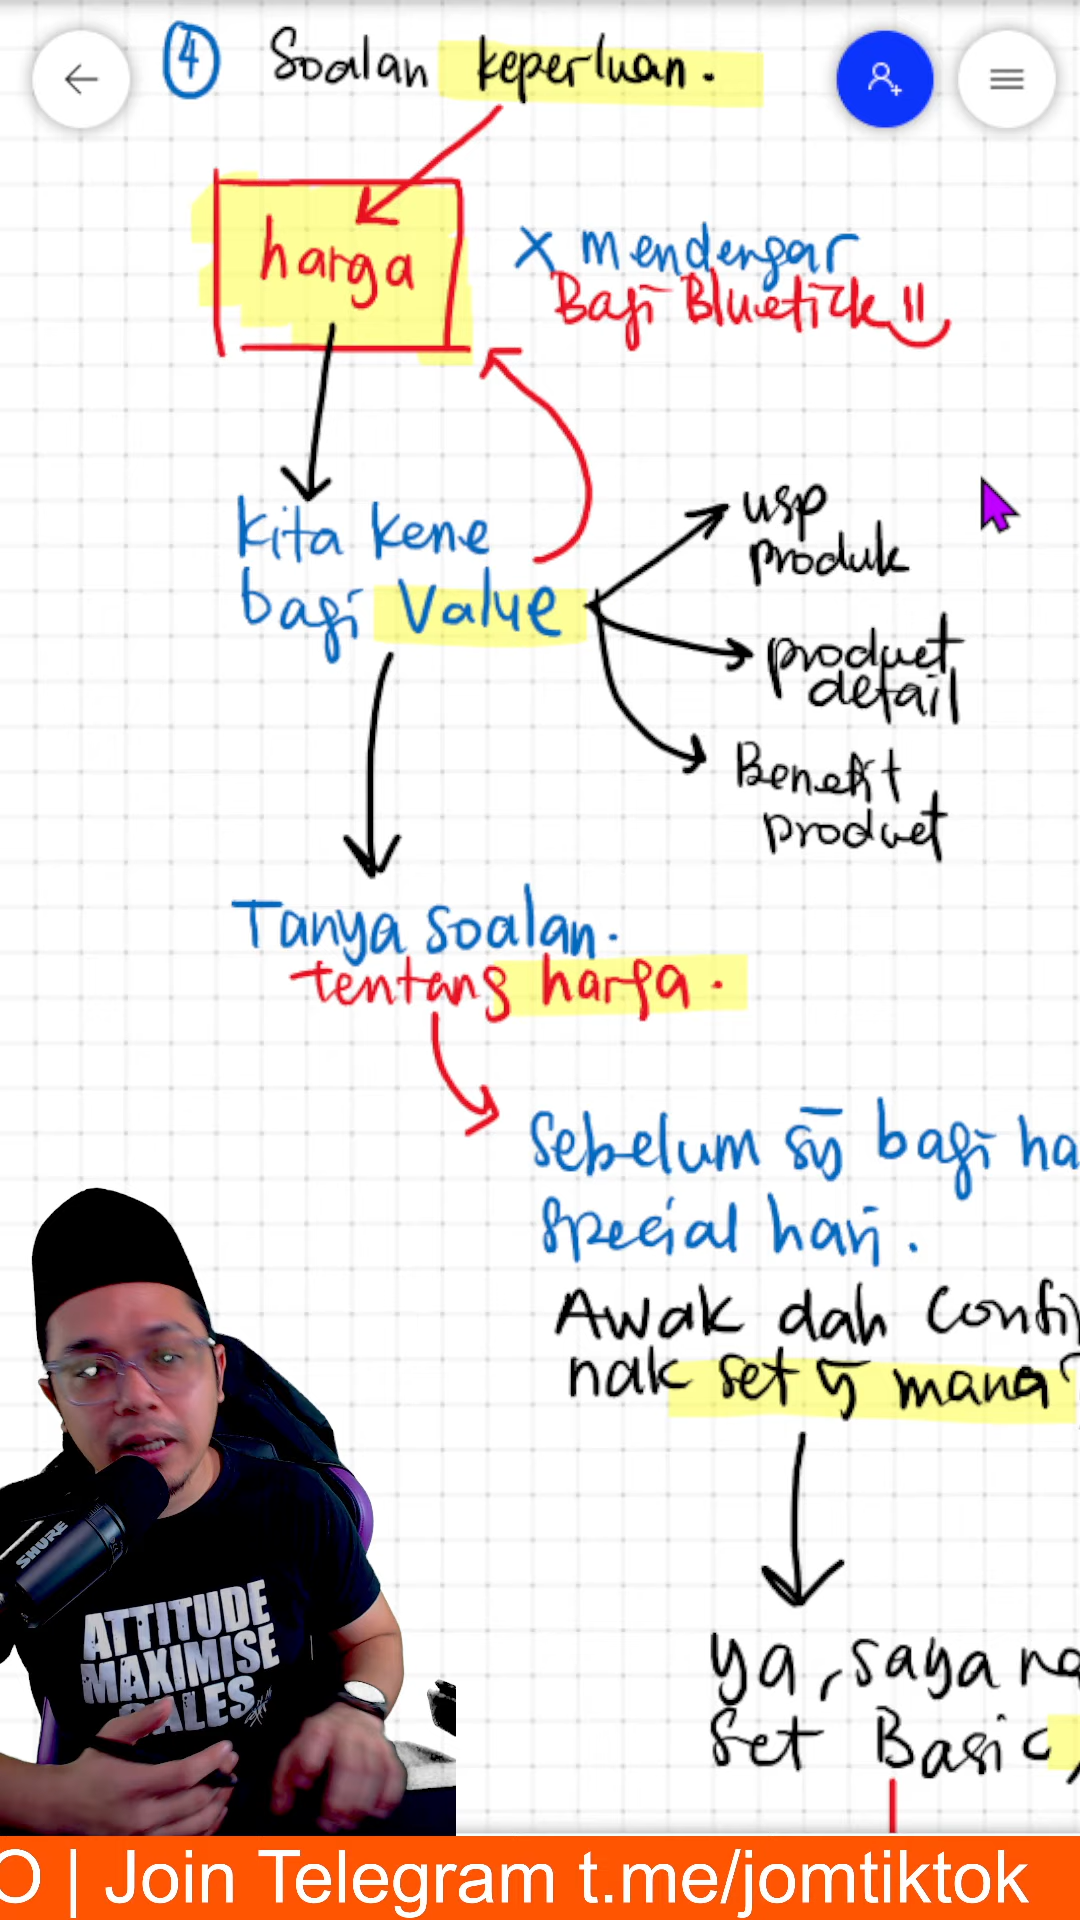 4 Soalan keperluan.
harga
x mendengar
Bagi Bluetick !!
kita kene
bagi Value
usp
produk
product
detail
Benefit
product
Tanya soalan.
tentang harga.
Sebelum sy bagi ha
special hari.
Awak dah Confi
nak set yg mana?
ya, saya na
set Basic,
SHURE
ATTITUDE
MAXIMISE
SALES
O | Join Telegram t.me/jomtiktok